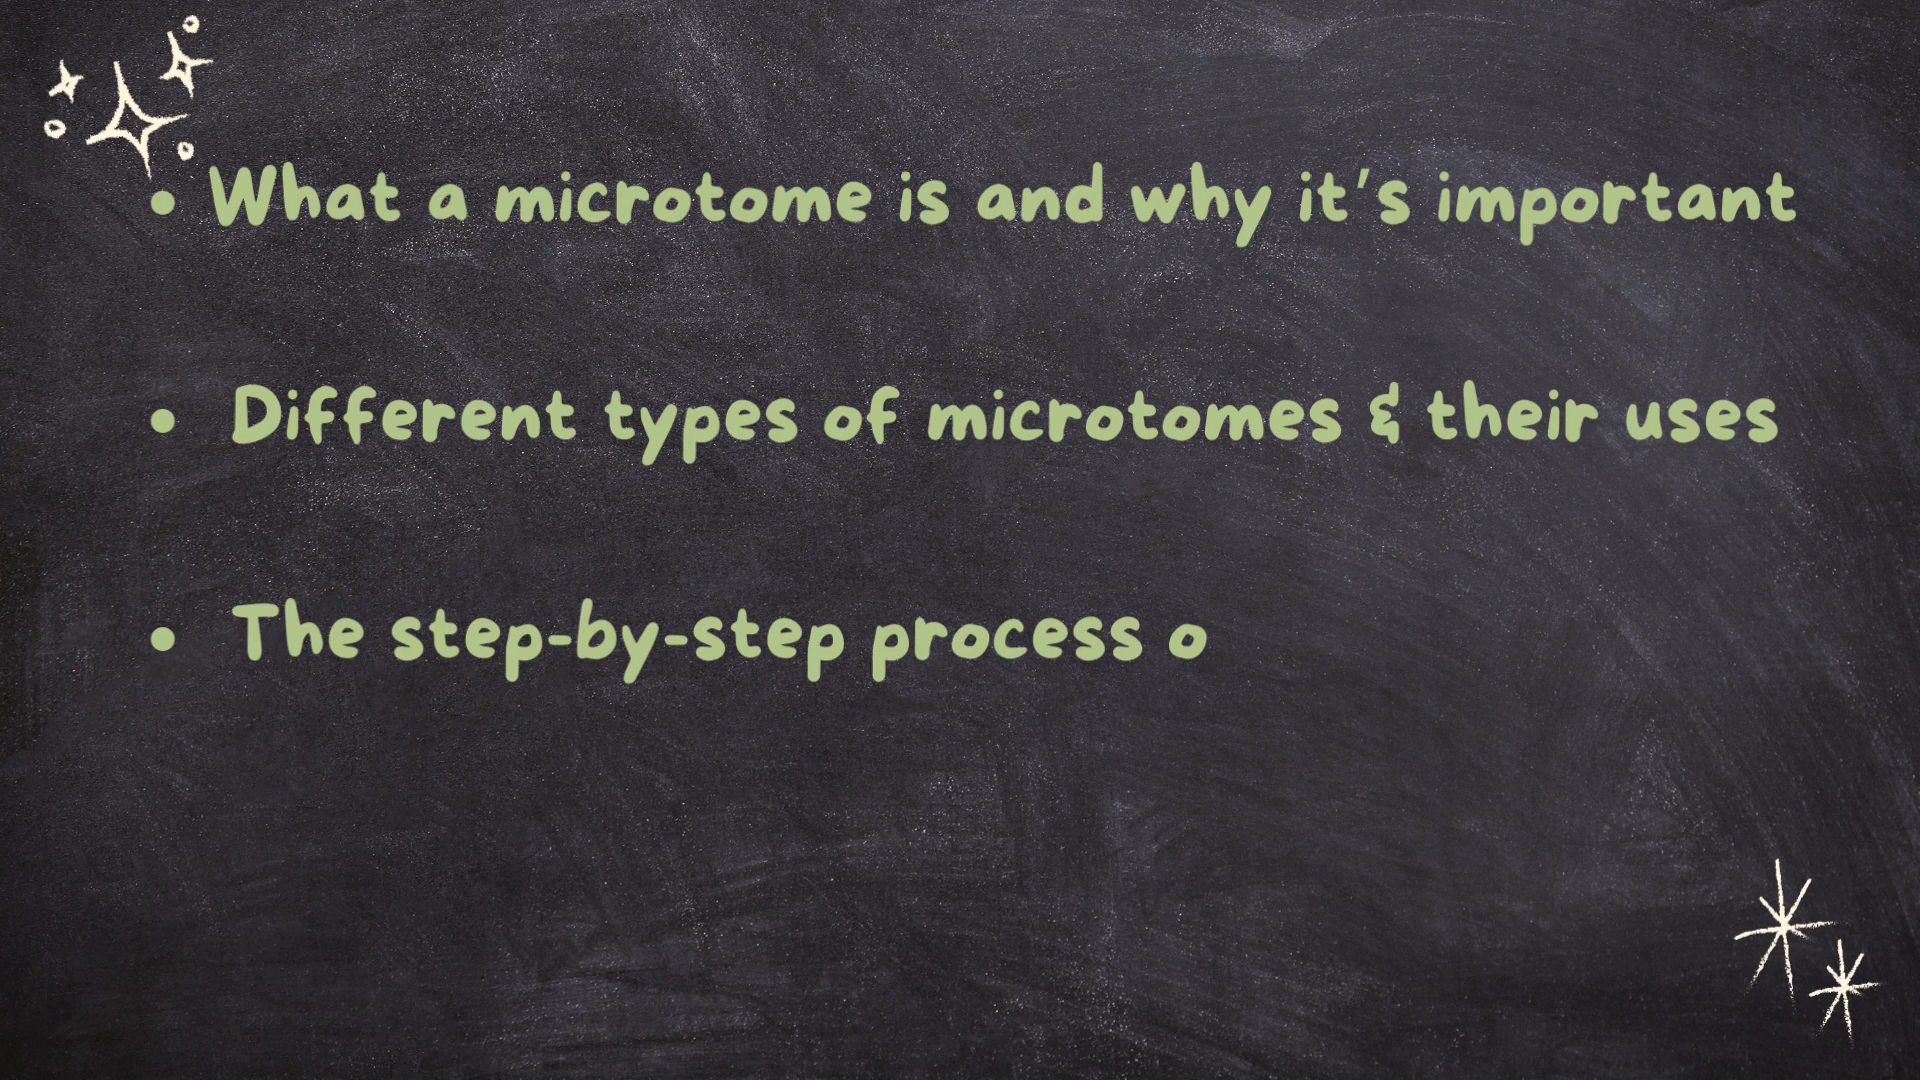 • What a microtome is and why it's important
• Different types of microtomes & their uses
• The step-by-step process o